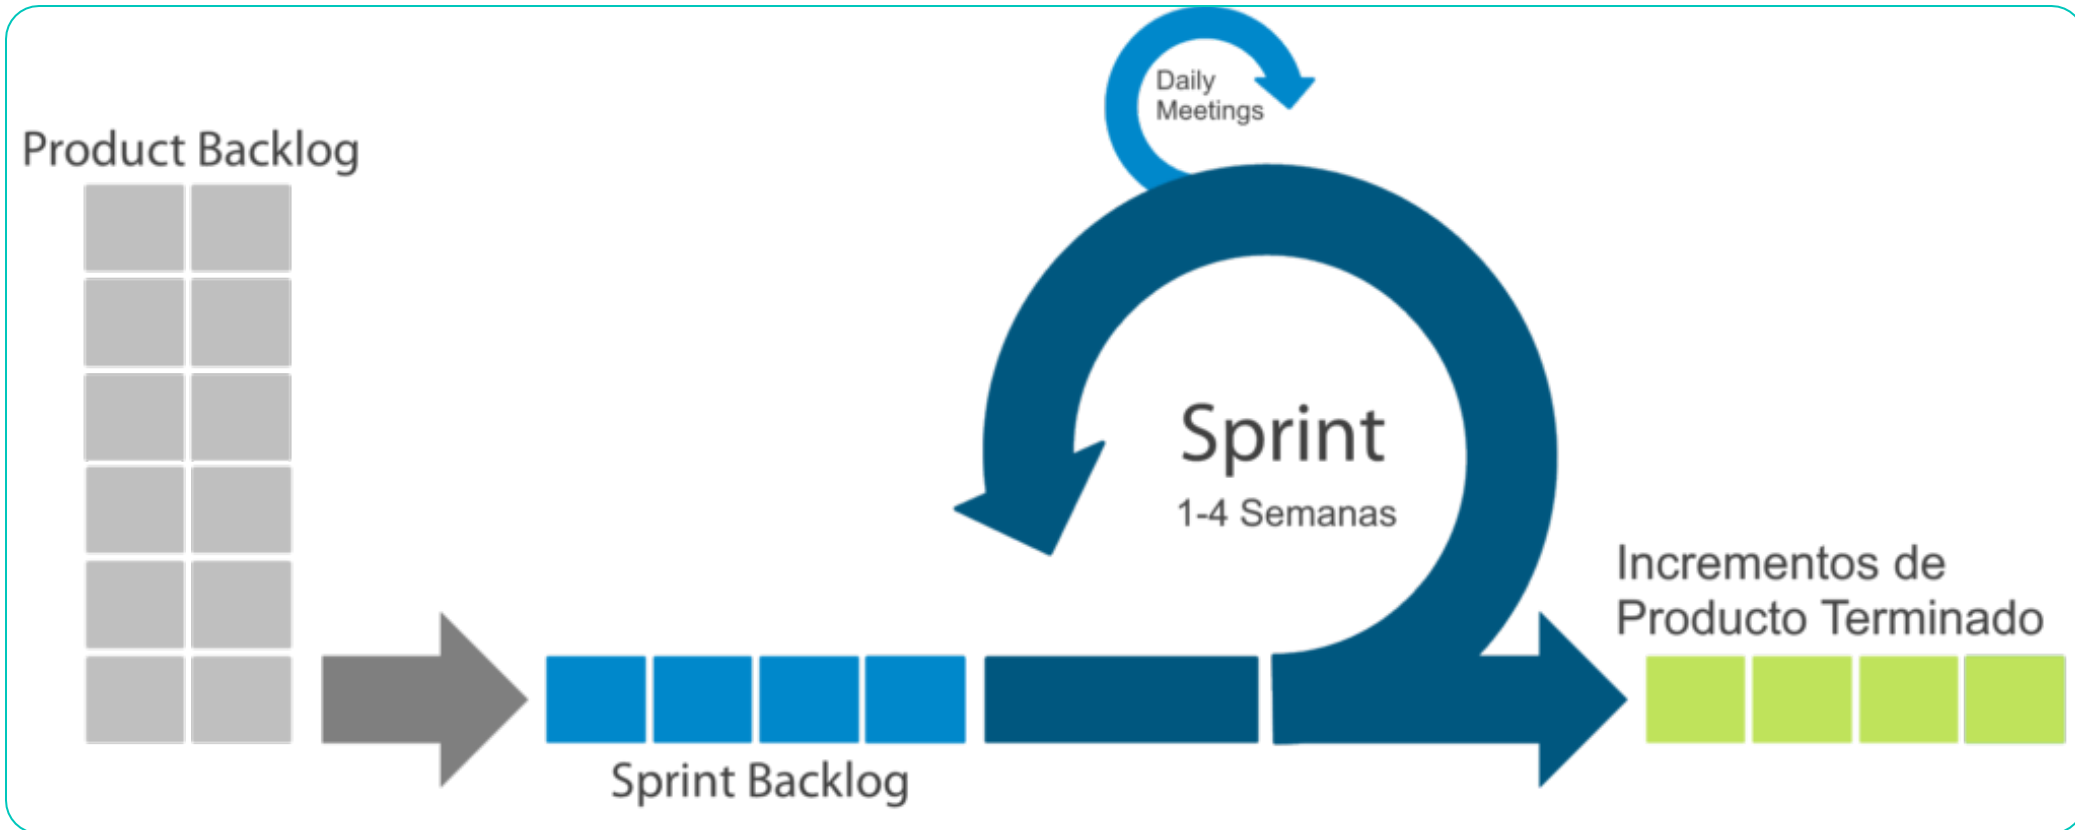 Daily
Meetings
Product Backlog
Sprint
1-4 Semanas
Incrementos de
Producto Terminado
Sprint Backlog